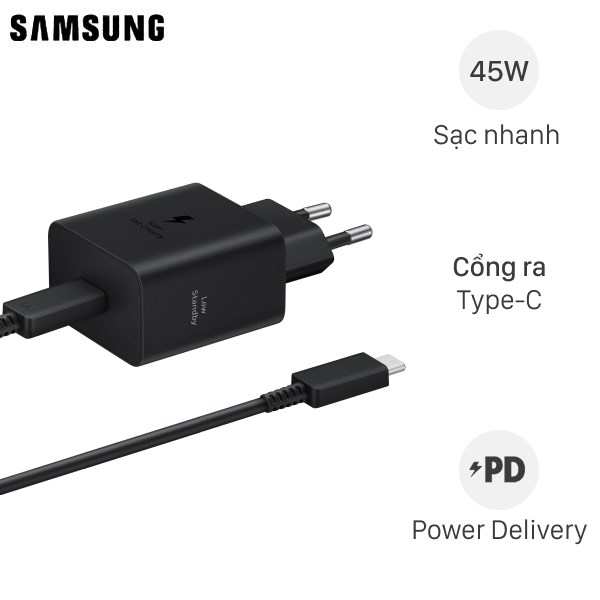 SAMSUNG
45W
Sạc nhanh
Low
Standby
Cổng ra
Type-C
PD
Power Delivery